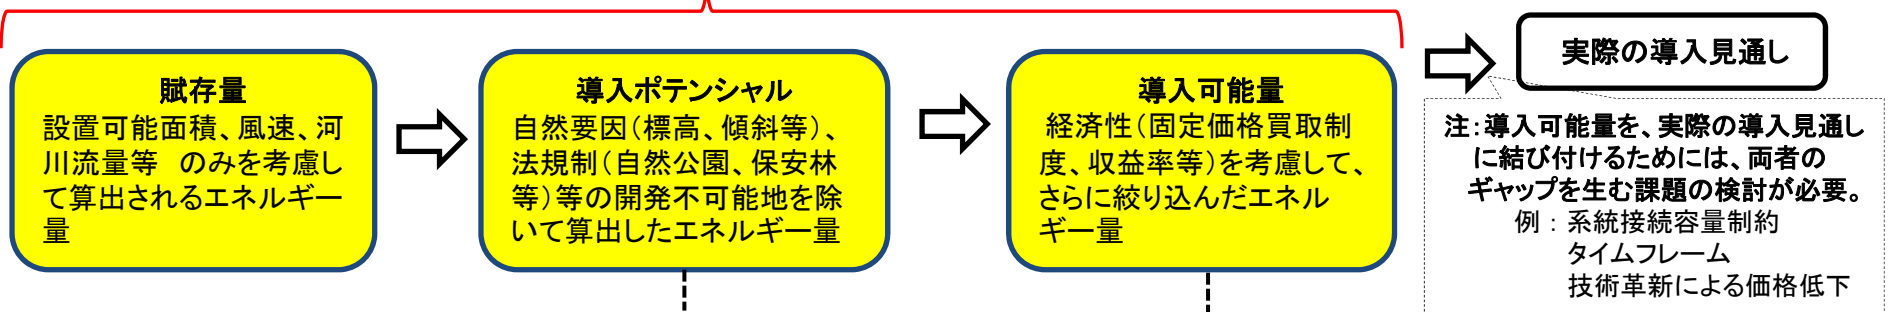 賦存量
設置可能面積、風速、河
川流量等　のみを考慮し
て算出されるエネルギー
量
導入ポテンシャル
自然要因(標高、傾斜等)、
法規制(自然公園、保安林
等)等の開発不可能地を除
いて算出したエネルギー量
導入可能量
経済性(固定価格買取制
度、収益率等)を考慮して、
さらに絞り込んだエネル
ギー量
実際の導入見通し
注:導入可能量を、実際の導入見通し
に結び付けるためには、両者の
ギャップを生む課題の検討が必要。
例:系統接続容量制約
タイムフレーム
技術革新による価格低下